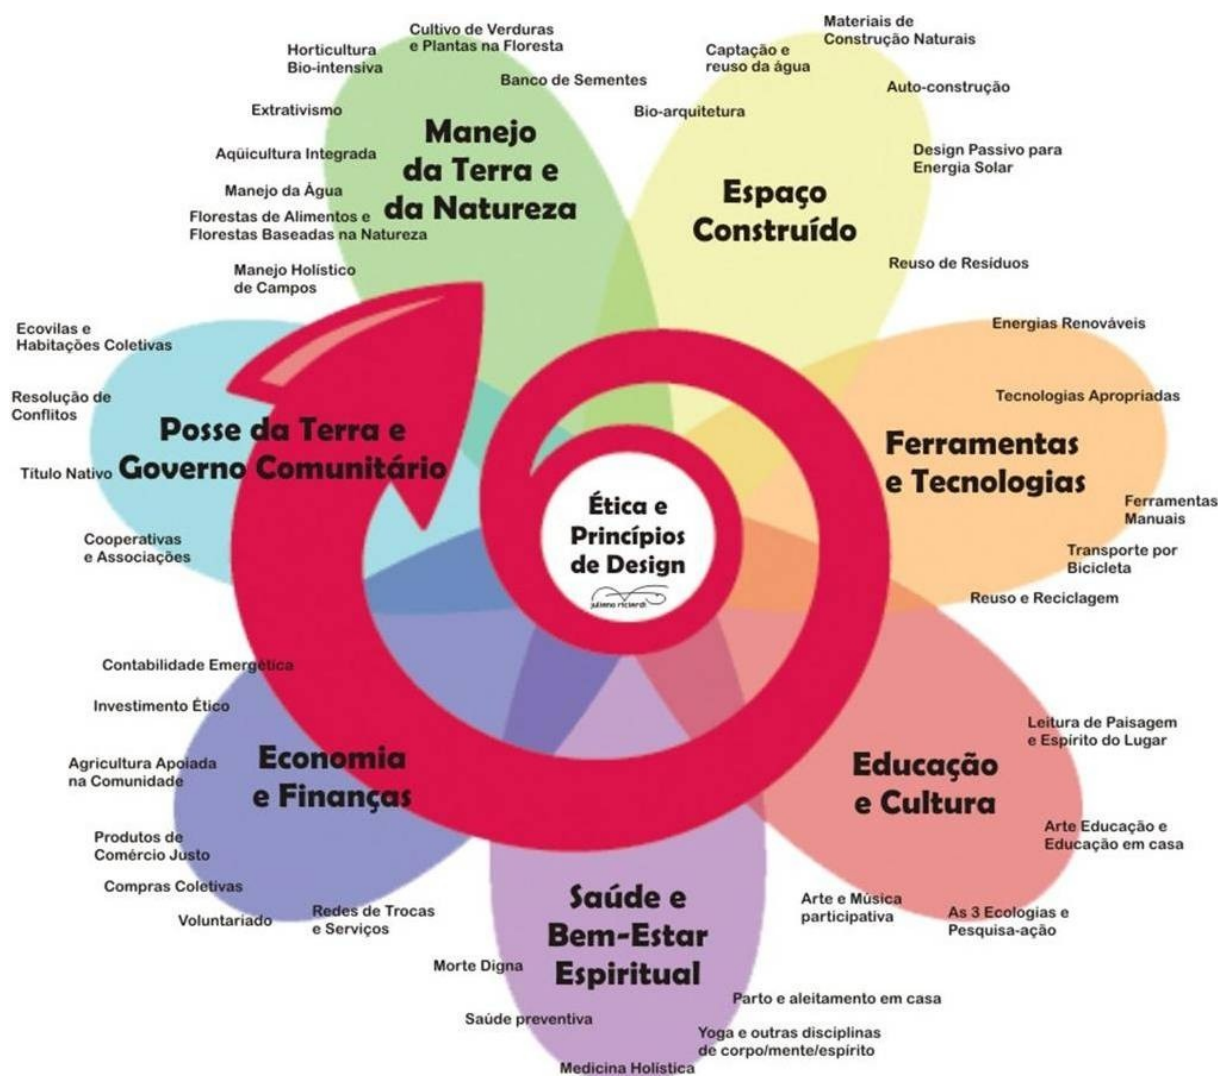 Cultivo de Verduras
e Plantas na Floresta
Horticultura
Bio-intensiva
Banco de Sementes
Extrativismo
Aqüicultura Integrada
Manejo da Água
Florestas de Alimentos e
Florestas Baseadas na Natureza
Manejo Holístico
de Campos
Manejo
da Terra e
da Natureza
Materiais de
Construção Naturais
Captação e
reuso da água
Auto-construção
Bio-arquitetura
Design Passivo para
Energia Solar
Reuso de Resíduos
Espaço
Construído
Energias Renováveis
Tecnologias Apropriadas
Ferramentas
e Tecnologias
Ferramentas
Manuais
Transporte por
Bicicleta
Reuso e Reciclagem
Leitura de Paisagem
e Espírito do Lugar
Educação
e Cultura
Arte Educação e
Educação em casa
Arte e Música
participativa
As 3 Ecologias e
Pesquisa-ação
Saúde e
Bem-Estar
Espiritual
Morte Digna
Saúde preventiva
Medicina Holística
Parto e aleitamento em casa
Yoga e outras disciplinas
de corpo/mente/espírito
Contabilidade Emergética
Investimento Ético
Economia
e Finanças
Agricultura Apoiada
na Comunidade
Produtos de
Comércio Justo
Compras Coletivas
Voluntariado
Redes de Trocas
e Serviços
Ecovilas e
Habitações Coletivas
Resolução de
Conflitos
Posse da Terra e
Governo Comunitário
Título Nativo
Cooperativas
e Associações
Ética e
Princípios
de Design
juliano riciardi